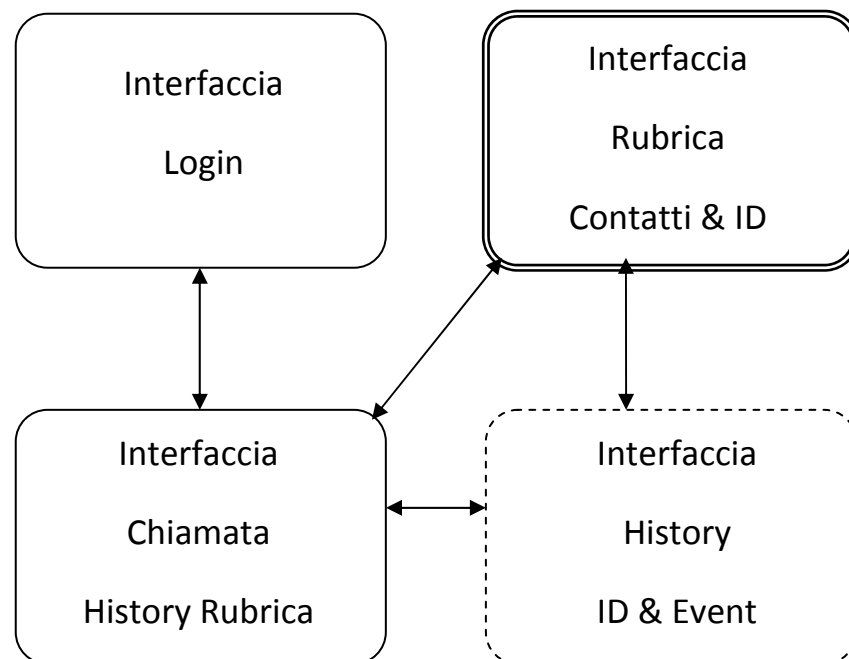 Interfaccia
Login
Interfaccia
Rubrica
Contatti & ID
Interfaccia
Chiamata
History Rubrica
Interfaccia
History
ID & Event